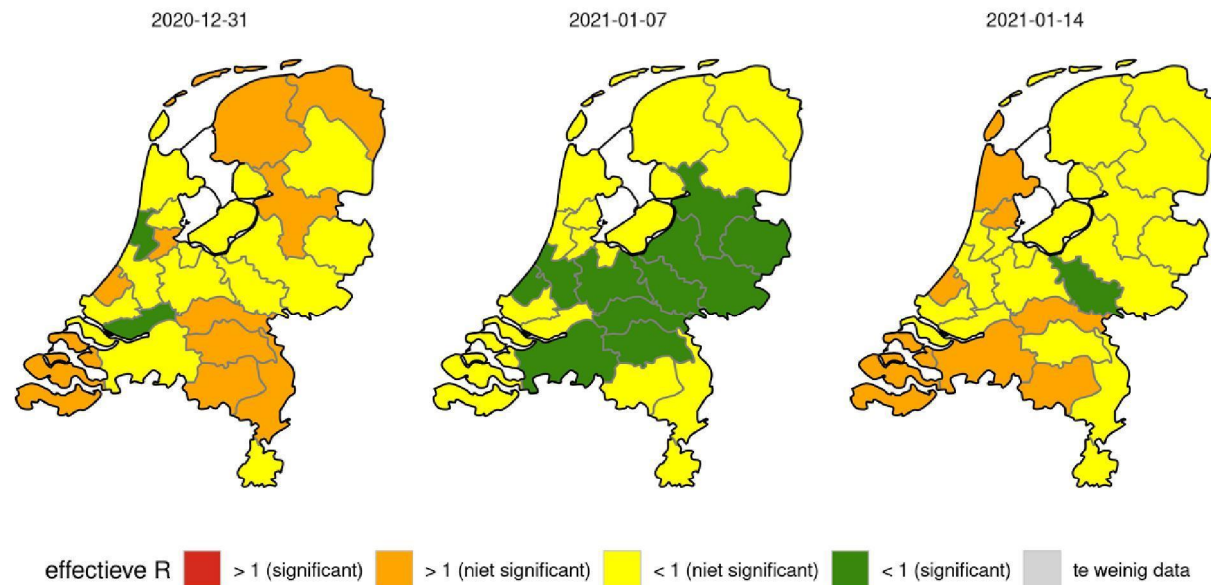 2020-12-31 2021-01-07 2021-01-14
effectieve R > 1 (significant) > 1 (niet significant) < 1 (niet significant) < 1 (significant) te weinig data